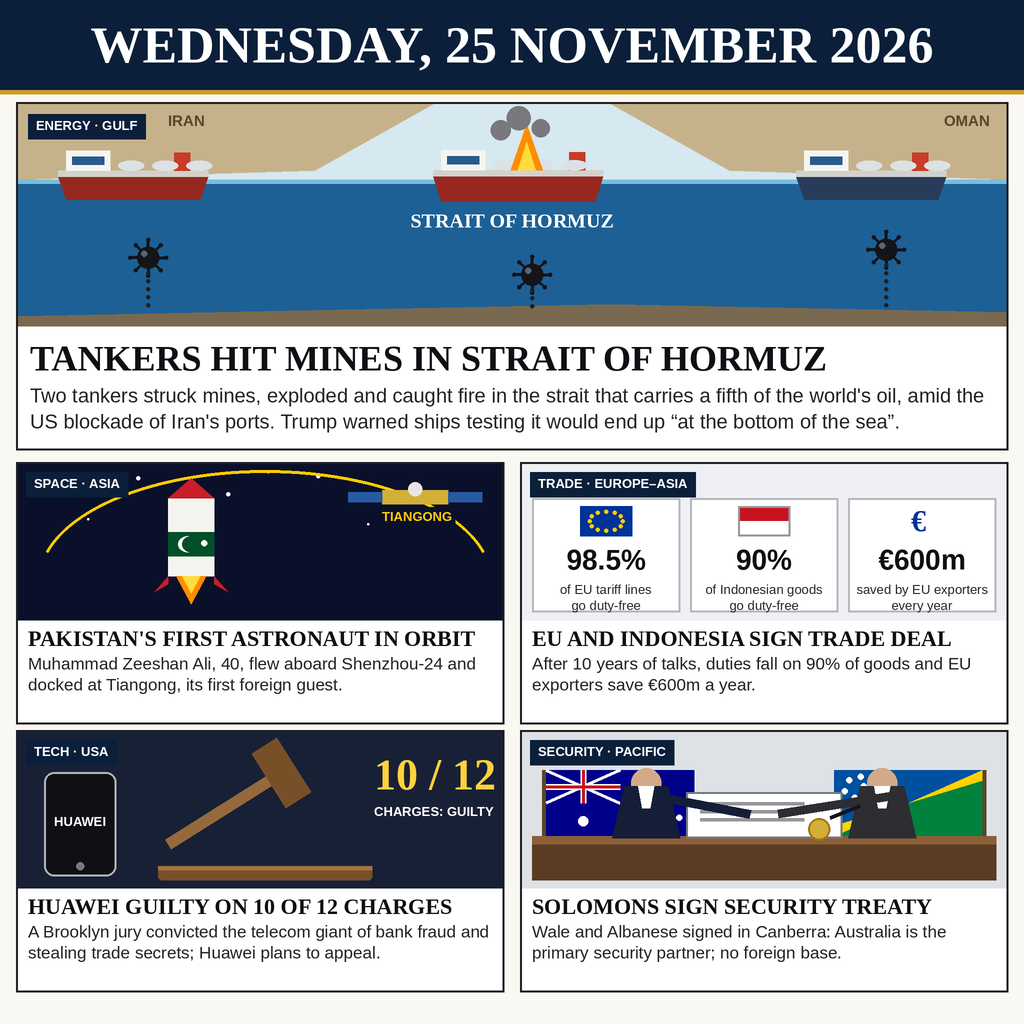 WEDNESDAY, 25 NOVEMBER 2026
ENERGY · GULF
IRAN
OMAN
STRAIT OF HORMUZ
TANKERS HIT MINES IN STRAIT OF HORMUZ
Two tankers struck mines, exploded and caught fire in the strait that carries a fifth of the world's oil, amid the
US blockade of Iran's ports. Trump warned ships testing it would end up “at the bottom of the sea”.
SPACE · ASIA
TIANGONG
PAKISTAN'S FIRST ASTRONAUT IN ORBIT
Muhammad Zeeshan Ali, 40, flew aboard Shenzhou-24 and
docked at Tiangong, its first foreign guest.
TRADE · EUROPE–ASIA
98.5%
of EU tariff lines
go duty-free
90%
of Indonesian goods
go duty-free
€
€600m
saved by EU exporters
every year
EU AND INDONESIA SIGN TRADE DEAL
After 10 years of talks, duties fall on 90% of goods and EU
exporters save €600m a year.
TECH · USA
HUAWEI
10 / 12
CHARGES: GUILTY
HUAWEI GUILTY ON 10 OF 12 CHARGES
A Brooklyn jury convicted the telecom giant of bank fraud and
stealing trade secrets; Huawei plans to appeal.
SECURITY · PACIFIC
SOLOMONS SIGN SECURITY TREATY
Wale and Albanese signed in Canberra: Australia is the
primary security partner; no foreign base.